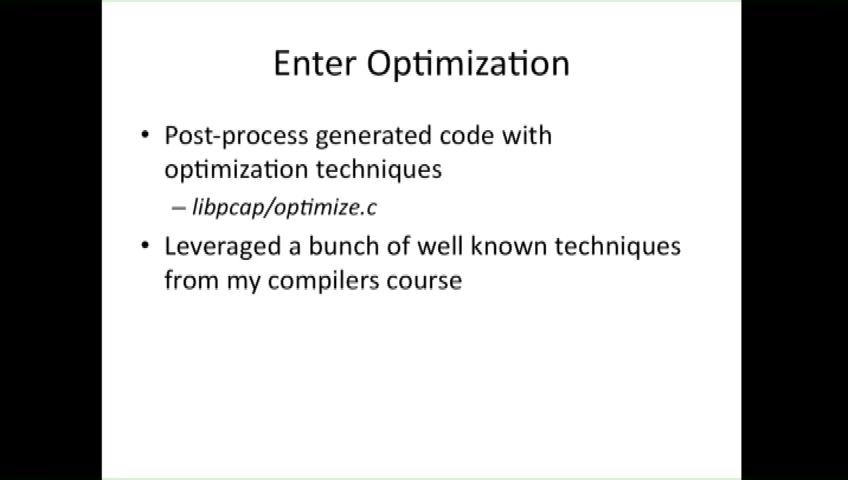 Enter Optimization
• Post-process generated code with
optimization techniques
– libpcap/optimize.c
• Leveraged a bunch of well known techniques
from my compilers course